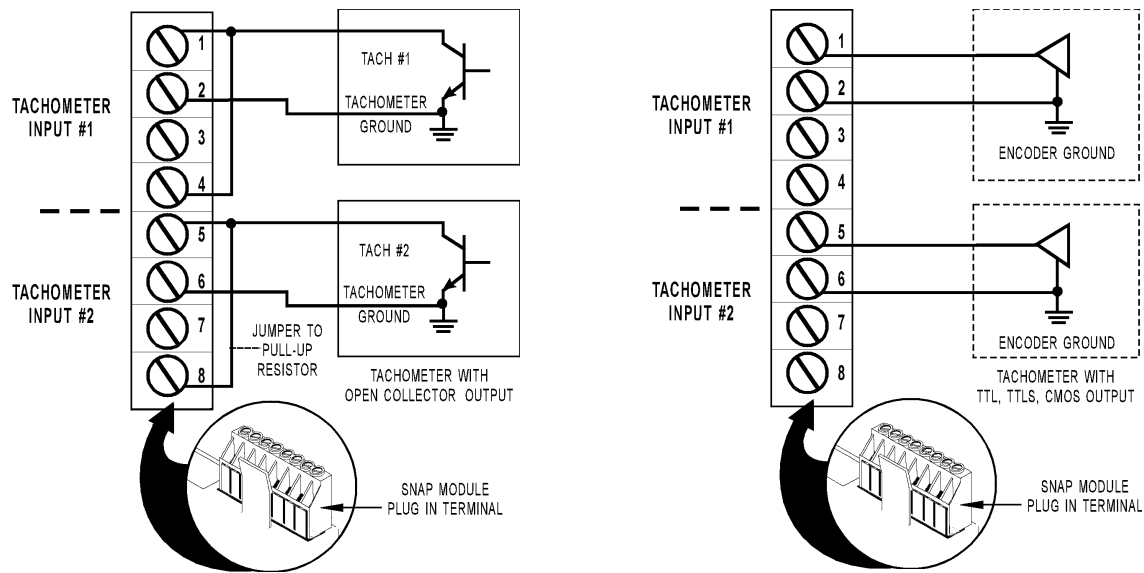 TACHOMETER
INPUT #1
TACHOMETER
INPUT #2
1
2
3
4
5
6
7
8
TACH #1
TACHOMETER
GROUND
TACH #2
TACHOMETER
GROUND
JUMPER TO
PULL-UP
RESISTOR
TACHOMETER WITH
OPEN COLLECTOR OUTPUT
SNAP MODULE
PLUG IN TERMINAL
TACHOMETER
INPUT #1
TACHOMETER
INPUT #2
1
2
3
4
5
6
7
8
ENCODER GROUND
ENCODER GROUND
TACHOMETER WITH
TTL, TTLS, CMOS OUTPUT
SNAP MODULE
PLUG IN TERMINAL